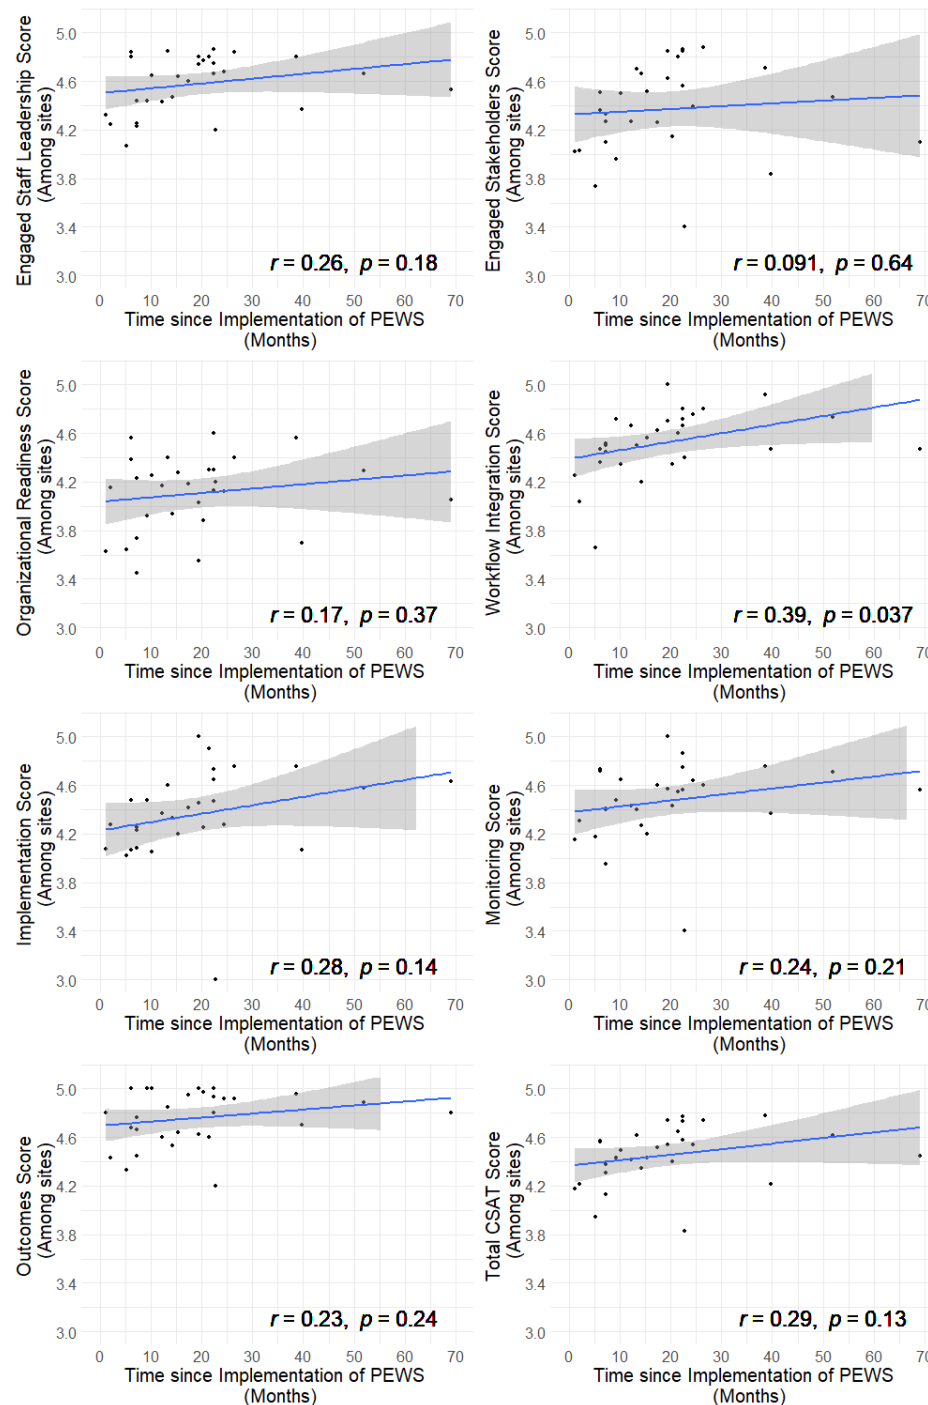 Engaged Staff Leadership Score
(Among sites)
5.0
4.6
4.2
3.8
3.4
3.0
r = 0.26, p = 0.18
0 10 20 30 40 50 60 70
Time since Implementation of PEWS
(Months)
Engaged Stakeholders Score
(Among sites)
5.0
4.6
4.2
3.8
3.4
3.0
r = 0.091, p = 0.64
0 10 20 30 40 50 60 70
Time since Implementation of PEWS
(Months)
Organizational Readiness Score
(Among sites)
5.0
4.6
4.2
3.8
3.4
3.0
r = 0.17, p = 0.37
0 10 20 30 40 50 60 70
Time since Implementation of PEWS
(Months)
Workflow Integration Score
(Among sites)
5.0
4.6
4.2
3.8
3.4
3.0
r = 0.39, p = 0.037
0 10 20 30 40 50 60 70
Time since Implementation of PEWS
(Months)
Implementation Score
(Among sites)
5.0
4.6
4.2
3.8
3.4
3.0
r = 0.28, p = 0.14
0 10 20 30 40 50 60 70
Time since Implementation of PEWS
(Months)
Monitoring Score
(Among sites)
5.0
4.6
4.2
3.8
3.4
3.0
r = 0.24, p = 0.21
0 10 20 30 40 50 60 70
Time since Implementation of PEWS
(Months)
Outcomes Score
(Among sites)
5.0
4.6
4.2
3.8
3.4
3.0
r = 0.23, p = 0.24
0 10 20 30 40 50 60 70
Time since Implementation of PEWS
(Months)
Total CSAT Score
(Among sites)
5.0
4.6
4.2
3.8
3.4
3.0
r = 0.29, p = 0.13
0 10 20 30 40 50 60 70
Time since Implementation of PEWS
(Months)